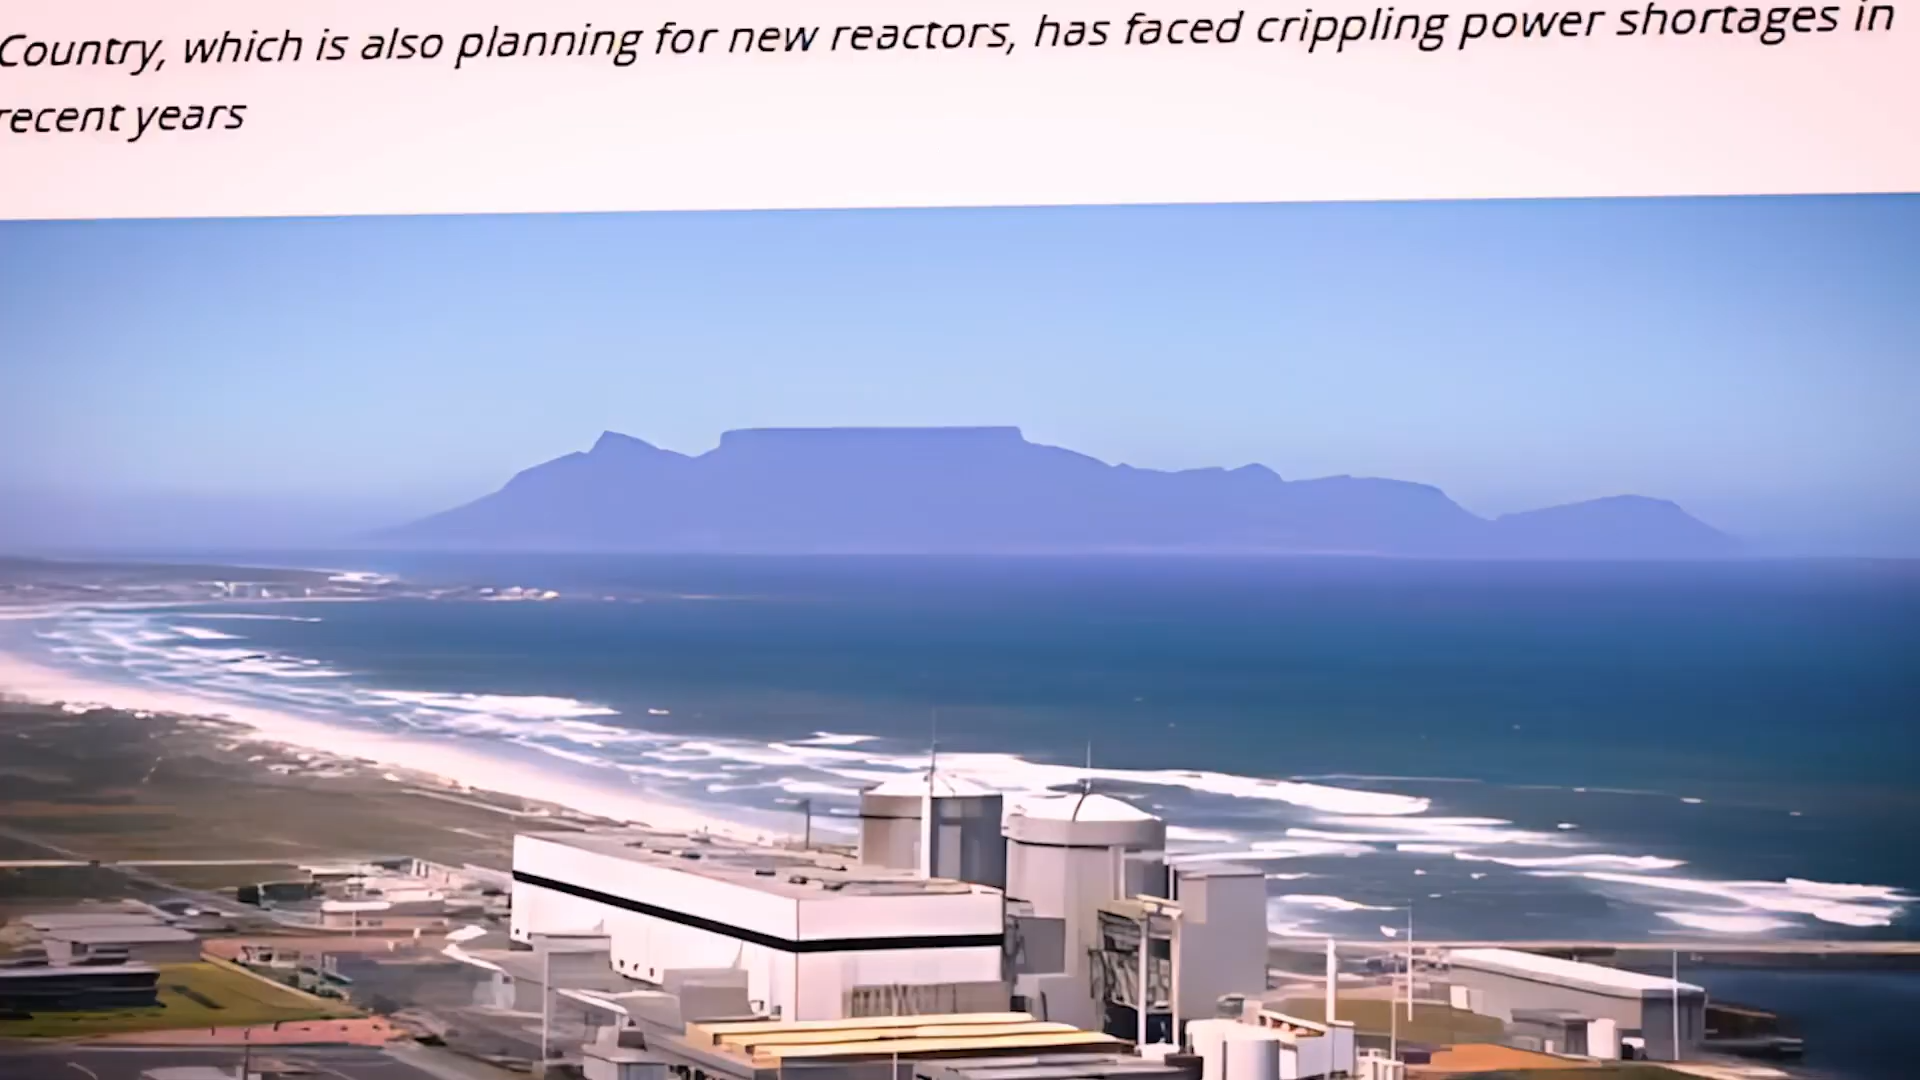 Country, which is also planning for new reactors, has faced crippling power shortages in
recent years